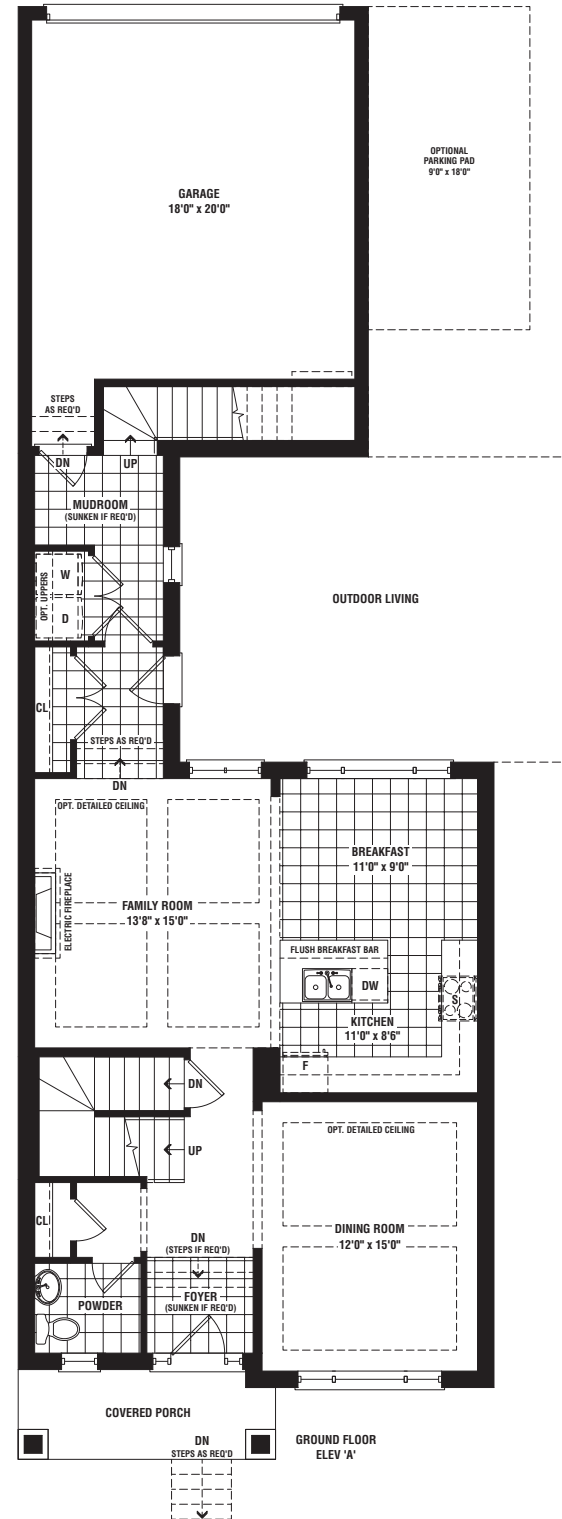 OPTIONAL
PARKING PAD
9'0" x 18'0"
GARAGE
18'0" x 20'0"
STEPS
AS REQ'D
DN
UP
MUDROOM
(SUNKEN IF REQ'D)
OPT. UPPERS
W
D
OUTDOOR LIVING
CL
STEPS AS REQ'D
DN
OPT. DETAILED CEILING
BREAKFAST
11'0" x 9'0"
ELECTRIC FIREPLACE
FAMILY ROOM
13'8" x 15'0"
FLUSH BREAKFAST BAR
DW
S
KITCHEN
11'0" x 8'6"
F
DN
UP
OPT. DETAILED CEILING
CL
DN
(STEPS IF REQ'D)
DINING ROOM
12'0" x 15'0"
POWDER
FOYER
(SUNKEN IF REQ'D)
COVERED PORCH
DN
STEPS AS REQ'D
GROUND FLOOR
ELEV 'A'